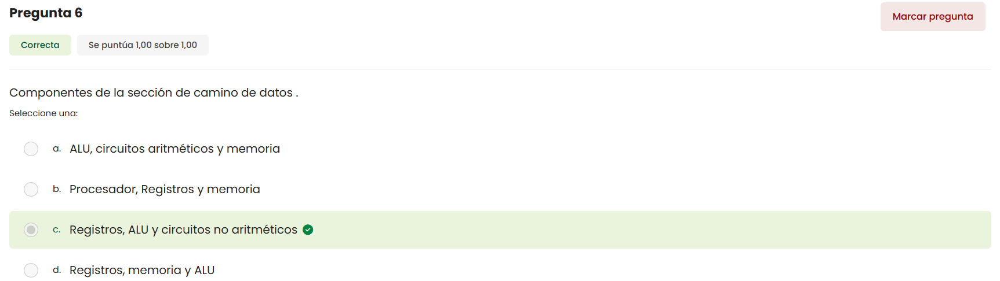 Pregunta 6
Marcar pregunta
Correcta
Se puntúa 1,00 sobre 1,00
Componentes de la sección de camino de datos .
Seleccione una:
a. ALU, circuitos aritméticos y memoria
b. Procesador, Registros y memoria
c. Registros, ALU y circuitos no aritméticos
d. Registros, memoria y ALU